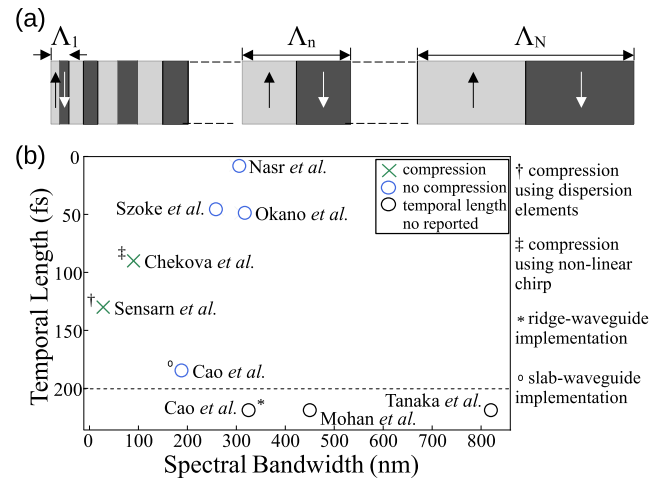 (a)
Λ1
Λn
ΛN
(b)
Temporal Length (fs)
0
50
100
150
200
Nasr et al.
Szoke et al.
Okano et al.
‡
Chekova et al.
†
Sensarn et al.
o
Cao et al.
Cao et al.
*
Mohan et al.
Tanaka et al.
compression
no compression
temporal length
no reported
† compression
using dispersion
elements
‡ compression
using non-linear
chirp
* ridge-waveguide
implementation
o slab-waveguide
implementation
0 100 200 300 400 500 600 700 800
Spectral Bandwidth (nm)